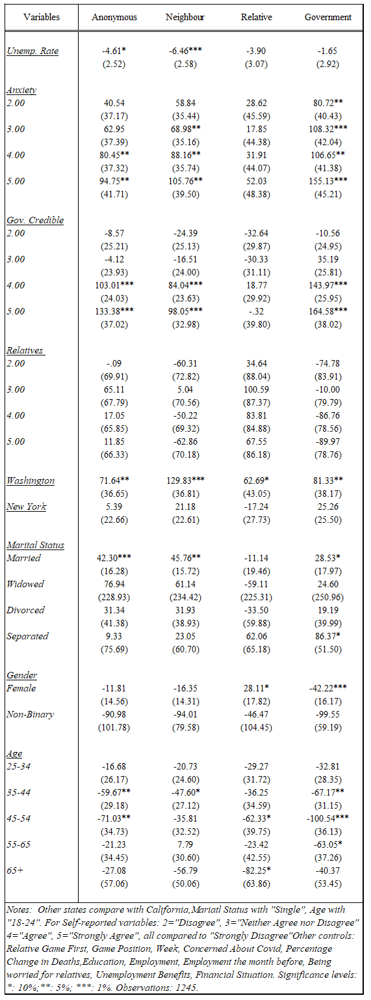 Variables Anonymous Neighbour Relative Government
Unemp. Rate -4.61* -6.46*** -3.90 -1.65
(2.52) (2.58) (3.07) (2.92)
Anxiety
2.00 40.54 58.84 28.62 80.72**
(37.17) (35.44) (45.59) (40.43)
3.00 62.95 68.98** 17.85 108.32***
(37.39) (35.16) (44.38) (42.04)
4.00 80.45** 88.16** 31.91 106.65**
(37.32) (35.74) (44.07) (41.38)
5.00 94.75** 105.76** 52.03 155.13***
(41.71) (39.50) (48.38) (45.21)
Gov. Credible
2.00 -8.57 -24.39 -32.64 -10.56
(25.21) (25.13) (29.87) (24.95)
3.00 -4.12 -16.51 -30.33 35.19
(23.93) (24.00) (31.11) (25.81)
4.00 103.01*** 84.04*** 18.77 143.97***
(24.03) (23.63) (29.92) (25.95)
5.00 133.38*** 98.05*** -.32 164.58***
(37.02) (32.98) (39.80) (38.02)
Relatives
2.00 -.09 -60.31 34.64 -74.78
(69.91) (72.82) (88.04) (83.91)
3.00 65.11 5.04 100.59 -10.00
(67.79) (70.56) (87.37) (79.79)
4.00 17.05 -50.22 83.81 -86.76
(65.85) (69.32) (84.88) (78.56)
5.00 11.85 -62.86 67.55 -89.97
(66.33) (70.18) (86.18) (78.76)
Washington 71.64** 129.83*** 62.69* 81.33**
(36.65) (36.81) (43.05) (38.17)
New York 5.39 21.18 -17.24 25.26
(22.66) (22.61) (27.73) (25.50)
Marital Status
Married 42.30*** 45.76** -11.14 28.53*
(16.28) (15.72) (19.46) (17.97)
Widowed 76.94 61.14 -59.11 24.60
(228.93) (234.42) (225.31) (250.96)
Divorced 31.34 31.93 -33.50 19.19
(41.38) (38.93) (59.88) (39.99)
Separated 9.33 23.05 62.06 86.37*
(75.69) (60.70) (65.18) (51.50)
Gender
Female -11.81 -16.35 28.11* -42.22***
(14.56) (14.31) (17.82) (16.17)
Non-Binary -90.98 -94.01 -46.47 -99.55
(101.78) (79.58) (104.45) (59.19)
Age
25-34 -16.68 -20.73 -29.27 -32.81
(26.17) (24.60) (31.72) (28.35)
35-44 -59.67** -47.60* -36.25 -67.17**
(29.18) (27.12) (34.59) (31.15)
45-54 -71.03** -35.81 -62.33* -100.54***
(34.73) (32.52) (39.75) (36.13)
55-65 -21.23 7.79 -23.42 -63.05*
(34.45) (30.60) (42.55) (37.26)
65+ -27.08 -56.79 -82.25* -40.37
(57.06) (50.06) (63.86) (53.45)
Notes: Other states compare with California,Mariatl Status with "Single", Age with
"18-24". For Self-reported variables: 2="Disagree", 3="Neither Agree nor Disagree"
4="Agree", 5="Strongly Agree", all compared to "Strongly Disagree"Other controls:
Relative Game First, Game Position, Week, Concerned About Covid, Percentage
Change in Deaths,Education, Employment, Employment the month before, Being
worried for relatives, Unemployment Benefits, Financial Situation. Significance levels:
*: 10%;**: 5%; ***: 1%. Observations: 1245.